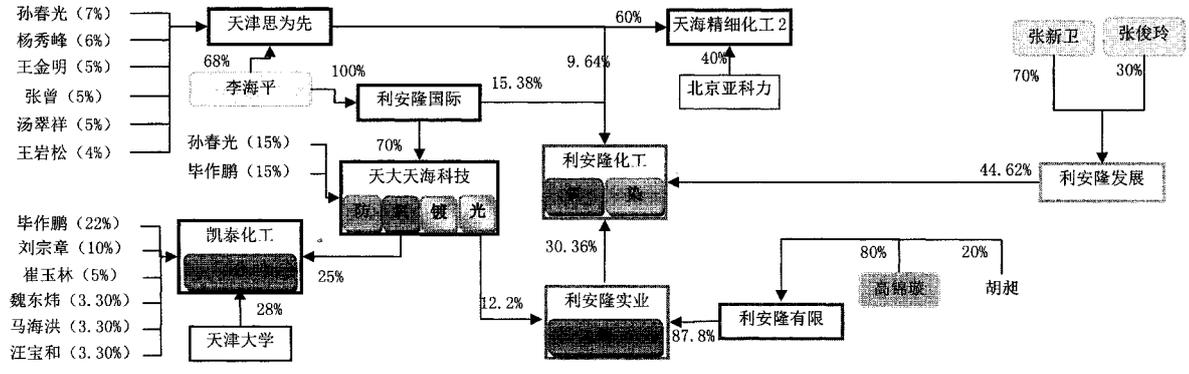 孙春光（7%）
杨秀峰（6%）
王金明（5%）
张曾（5%）
汤翠祥（5%）
王岩松（4%）
天津思为先
68%
李海平
100%
利安隆国际
15.38%
9.64%
60%
天海精细化工2
40%
北京亚科力
张新卫
张俊玲
70%
30%
利安隆发展
44.62%
利安隆化工
染
孙春光（15%）
毕作鹏（15%）
70%
天大天海科技
防
镀
光
毕作鹏（22%）
刘宗章（10%）
崔玉林（5%）
魏东炜（3.30%）
马海洪（3.30%）
汪宝和（3.30%）
凯泰化工
25%
28%
天津大学
12.2%
30.36%
利安隆实业
87.8%
利安隆有限
80%
20%
高锦璇
胡昶